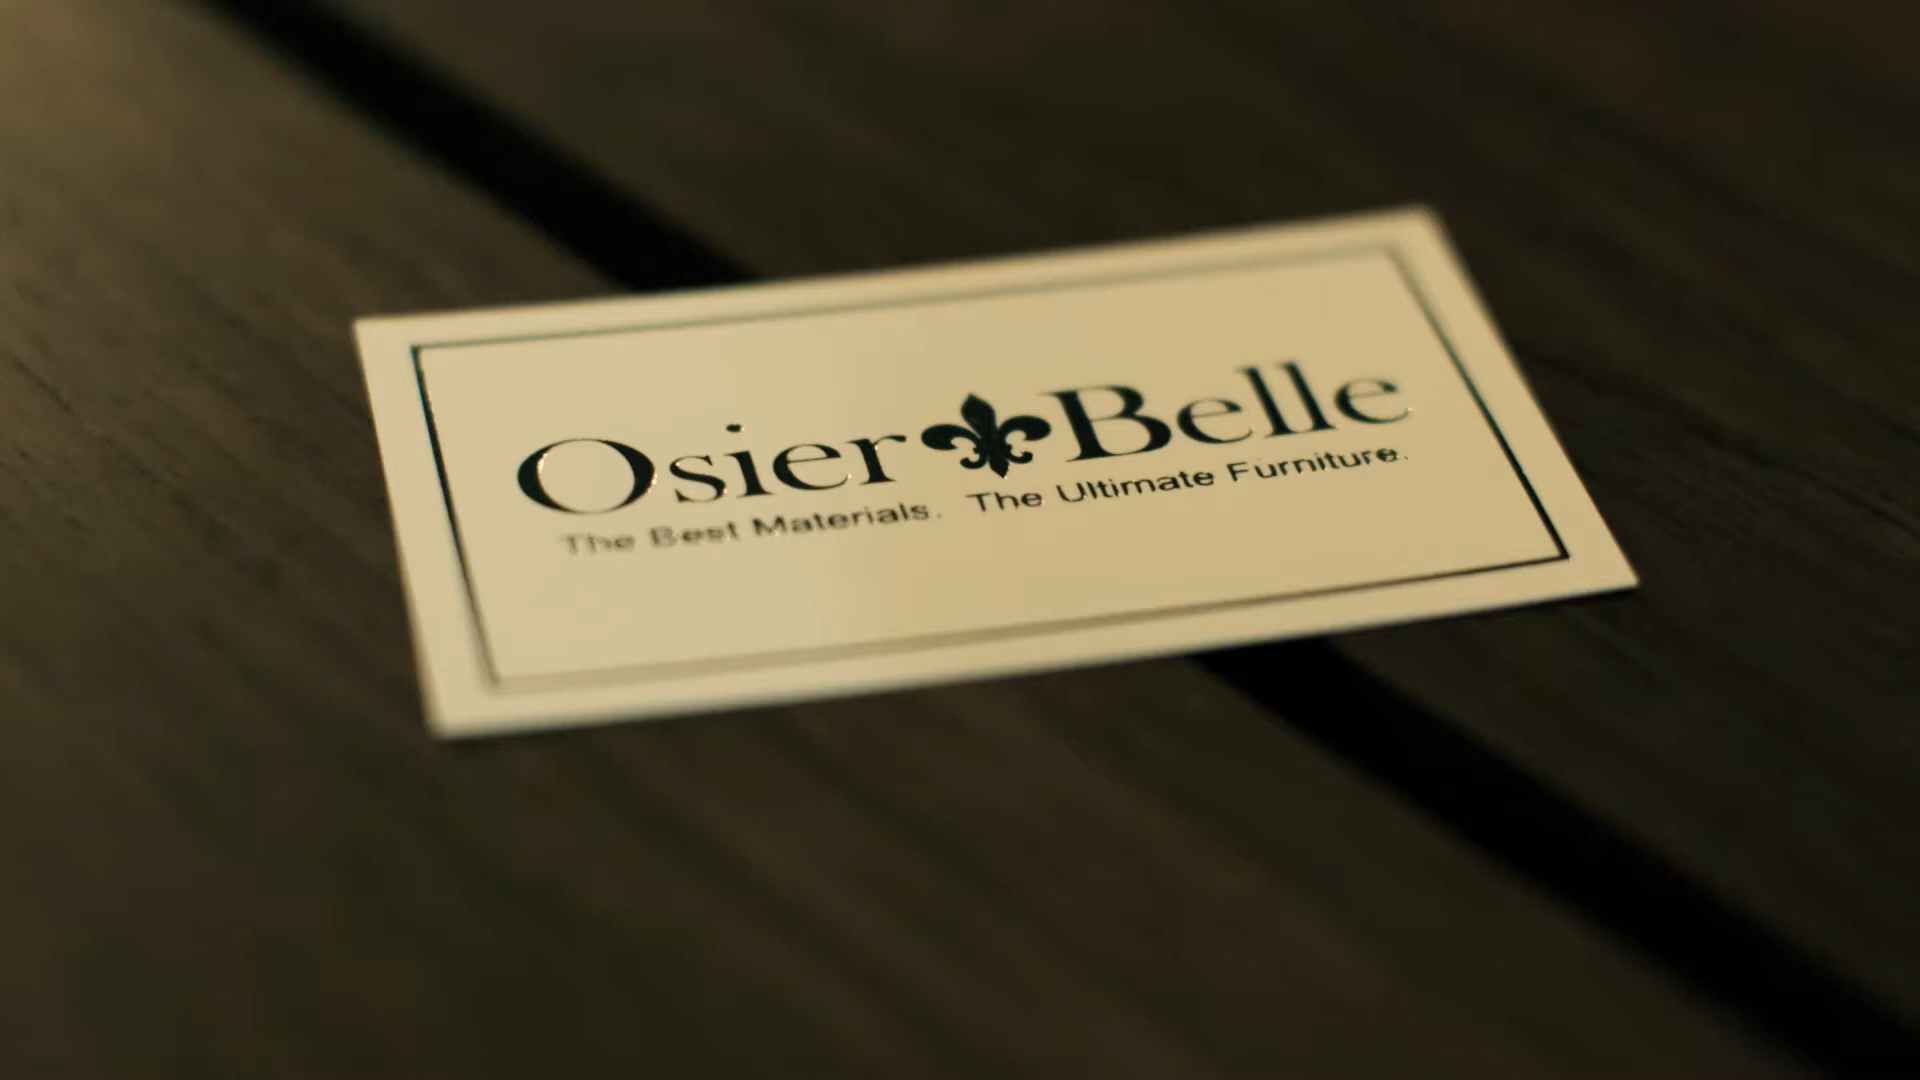 Osier Belle
The Best Materials. The Ultimate Furniture.